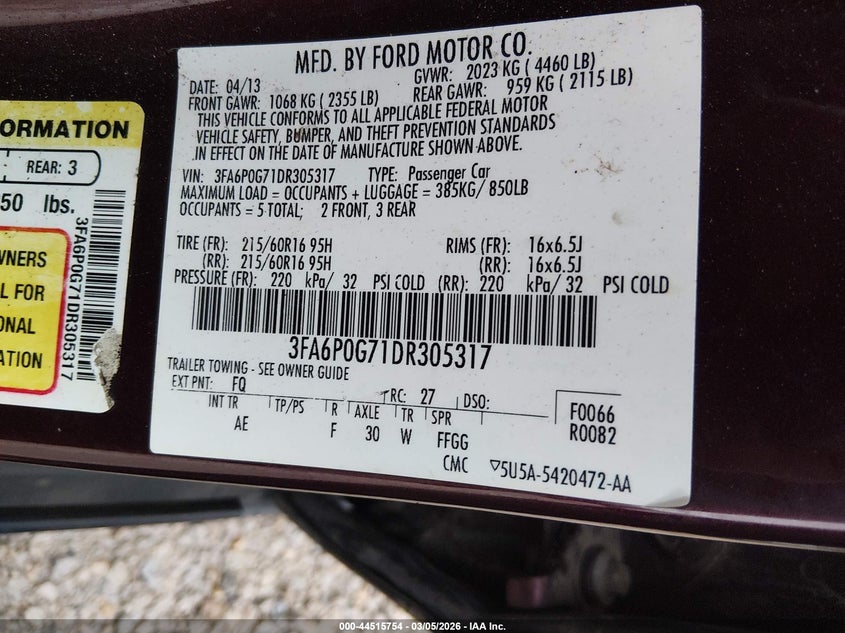 MFD. BY FORD MOTOR CO.
DATE: 04/13
GVWR: 2023 KG ( 4460 LB)
FRONT GAWR: 1068 KG ( 2355 LB)
REAR GAWR: 959 KG ( 2115 LB)
THIS VEHICLE CONFORMS TO ALL APPLICABLE FEDERAL MOTOR
VEHICLE SAFETY, BUMPER, AND THEFT PREVENTION STANDARDS
IN EFFECT ON THE DATE OF MANUFACTURE SHOWN ABOVE.
VIN: 3FA6P0G71DR305317 TYPE: Passenger Car
MAXIMUM LOAD = OCCUPANTS + LUGGAGE = 385KG/ 850LB
OCCUPANTS = 5 TOTAL; 2 FRONT, 3 REAR
TIRE (FR): 215/60R16 95H RIMS (FR): 16x6.5J
(RR): 215/60R16 95H (RR): 16x6.5J
PRESSURE (FR): 220 kPa/ 32 PSI COLD (RR): 220 kPa/ 32 PSI COLD
3FA6P0G71DR305317
TRAILER TOWING - SEE OWNER GUIDE
EXT PNT: FQ RC: 27 DSO:
INT TR TP/PS R AXLE TR SPR
AE F 30 W FFGG
F0066
R0082
CMC ▽5U5A-5420472-AA
ORMATION
REAR: 3
50 lbs.
WNERS
L FOR
ONAL
ATION
3FA6P0G71DR305317
000-44515754 — 03/05/2026 - IAA Inc.